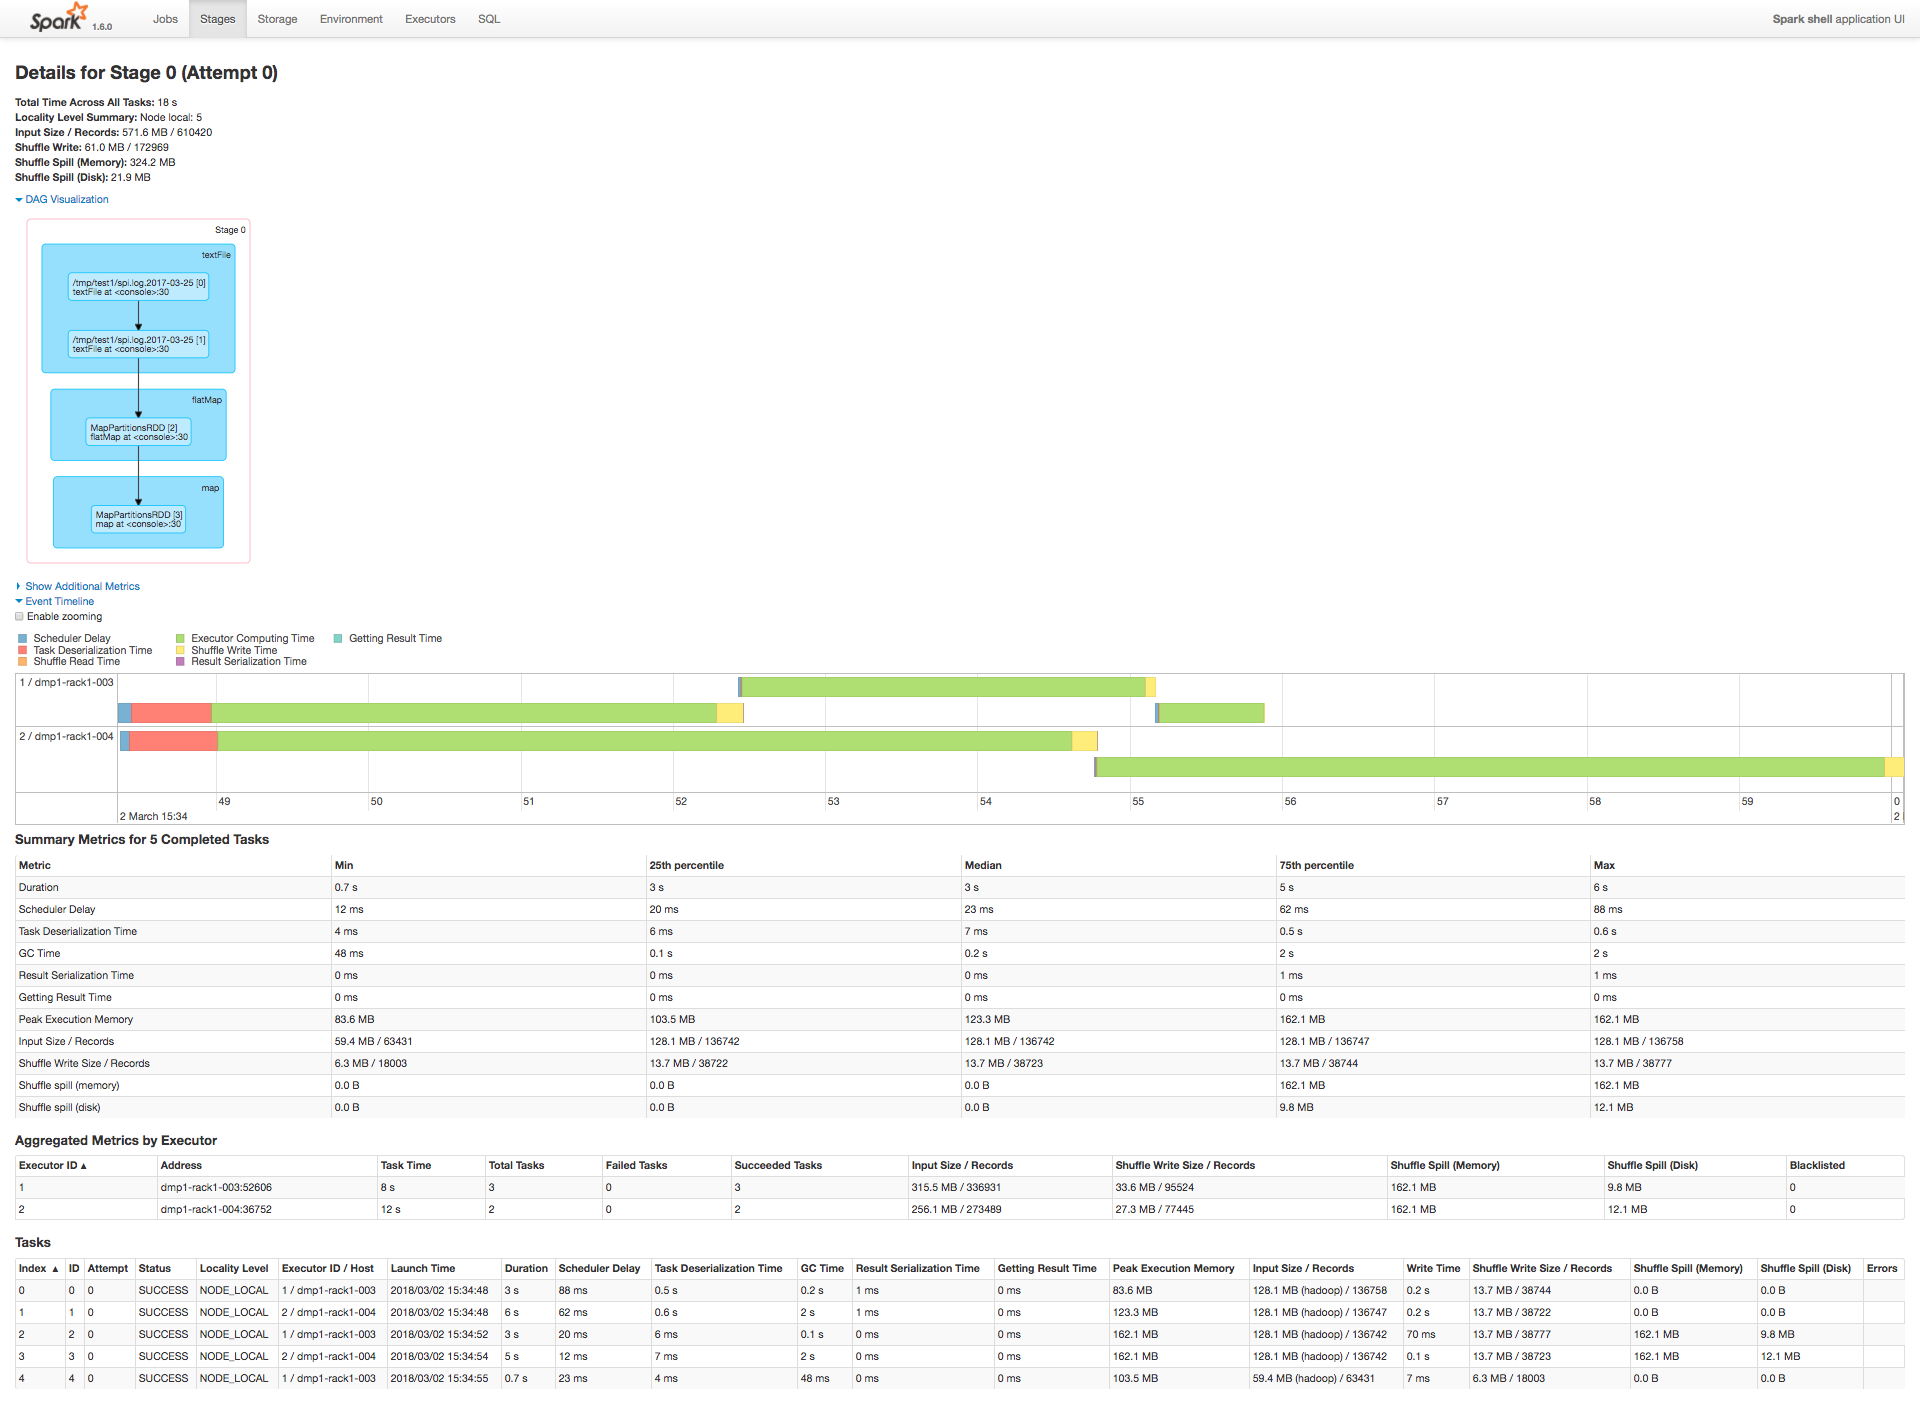 Spark 1.6.0 Jobs Stages Storage Environment Executors SQL Spark shell application UI
Details for Stage 0 (Attempt 0)
Total Time Across All Tasks: 18 s
Locality Level Summary: Node local: 5
Input Size / Records: 571.6 MB / 610420
Shuffle Write: 61.0 MB / 172969
Shuffle Spill (Memory): 324.2 MB
Shuffle Spill (Disk): 21.9 MB
DAG Visualization
Stage 0
textFile
/tmp/test1/spi.log.2017-03-25 [0]
textFile at <console>:30
/tmp/test1/spi.log.2017-03-25 [1]
textFile at <console>:30
flatMap
MapPartitionsRDD [2]
flatMap at <console>:30
map
MapPartitionsRDD [3]
map at <console>:30
Show Additional Metrics
Event Timeline
Enable zooming
Scheduler Delay Executor Computing Time Getting Result Time
Task Deserialization Time Shuffle Write Time
Shuffle Read Time Result Serialization Time
1 / dmp1-rack1-003
2 / dmp1-rack1-004
49 50 51 52 53 54 55 56 57 58 59 0
2 March 15:34 2
Summary Metrics for 5 Completed Tasks
Metric Min 25th percentile Median 75th percentile Max
Duration 0.7 s 3 s 3 s 5 s 6 s
Scheduler Delay 12 ms 20 ms 23 ms 62 ms 88 ms
Task Deserialization Time 4 ms 6 ms 7 ms 0.5 s 0.6 s
GC Time 48 ms 0.1 s 0.2 s 2 s 2 s
Result Serialization Time 0 ms 0 ms 0 ms 1 ms 1 ms
Getting Result Time 0 ms 0 ms 0 ms 0 ms 0 ms
Peak Execution Memory 83.6 MB 103.5 MB 123.3 MB 162.1 MB 162.1 MB
Input Size / Records 59.4 MB / 63431 128.1 MB / 136742 128.1 MB / 136742 128.1 MB / 136747 128.1 MB / 136758
Shuffle Write Size / Records 6.3 MB / 18003 13.7 MB / 38722 13.7 MB / 38723 13.7 MB / 38744 13.7 MB / 38777
Shuffle spill (memory) 0.0 B 0.0 B 0.0 B 162.1 MB 162.1 MB
Shuffle spill (disk) 0.0 B 0.0 B 0.0 B 9.8 MB 12.1 MB
Aggregated Metrics by Executor
Executor ID ▲ Address Task Time Total Tasks Failed Tasks Succeeded Tasks Input Size / Records Shuffle Write Size / Records Shuffle Spill (Memory) Shuffle Spill (Disk) Blacklisted
1 dmp1-rack1-003:52606 8 s 3 0 3 315.5 MB / 336931 33.6 MB / 95524 162.1 MB 9.8 MB 0
2 dmp1-rack1-004:36752 12 s 2 0 2 256.1 MB / 273489 27.3 MB / 77445 162.1 MB 12.1 MB 0
Tasks
Index ▲ ID Attempt Status Locality Level Executor ID / Host Launch Time Duration Scheduler Delay Task Deserialization Time GC Time Result Serialization Time Getting Result Time Peak Execution Memory Input Size / Records Write Time Shuffle Write Size / Records Shuffle Spill (Memory) Shuffle Spill (Disk) Errors
0 0 0 SUCCESS NODE_LOCAL 1 / dmp1-rack1-003 2018/03/02 15:34:48 3 s 88 ms 0.5 s 0.2 s 1 ms 0 ms 83.6 MB 128.1 MB (hadoop) / 136758 0.2 s 13.7 MB / 38744 0.0 B 0.0 B
1 1 0 SUCCESS NODE_LOCAL 2 / dmp1-rack1-004 2018/03/02 15:34:48 6 s 62 ms 0.6 s 2 s 1 ms 0 ms 123.3 MB 128.1 MB (hadoop) / 136747 0.2 s 13.7 MB / 38722 0.0 B 0.0 B
2 2 0 SUCCESS NODE_LOCAL 1 / dmp1-rack1-003 2018/03/02 15:34:52 3 s 20 ms 6 ms 0.1 s 0 ms 0 ms 162.1 MB 128.1 MB (hadoop) / 136742 70 ms 13.7 MB / 38777 162.1 MB 9.8 MB
3 3 0 SUCCESS NODE_LOCAL 2 / dmp1-rack1-004 2018/03/02 15:34:54 5 s 12 ms 7 ms 2 s 0 ms 0 ms 162.1 MB 128.1 MB (hadoop) / 136742 0.1 s 13.7 MB / 38723 162.1 MB 12.1 MB
4 4 0 SUCCESS NODE_LOCAL 1 / dmp1-rack1-003 2018/03/02 15:34:55 0.7 s 23 ms 4 ms 48 ms 0 ms 0 ms 103.5 MB 59.4 MB (hadoop) / 63431 7 ms 6.3 MB / 18003 0.0 B 0.0 B